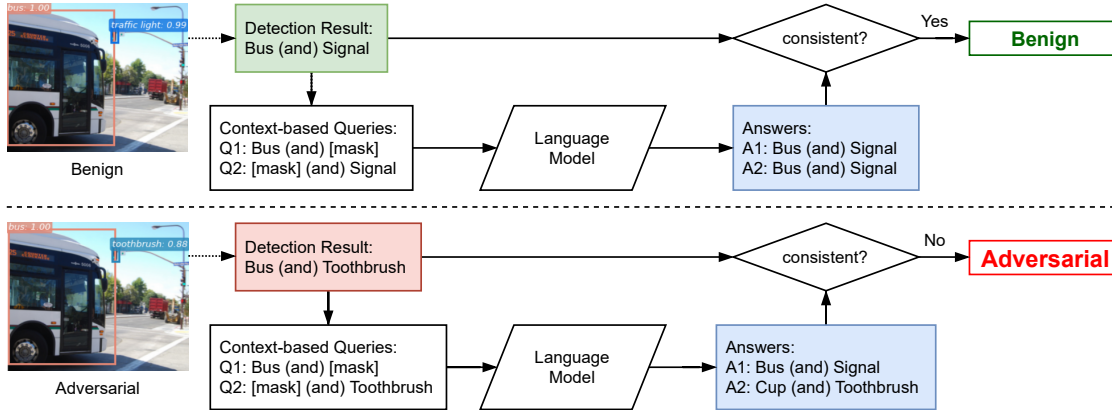 bus: 1.00
traffic light: 0.99
Benign
Detection Result:
Bus (and) Signal
Context-based Queries:
Q1: Bus (and) [mask]
Q2: [mask] (and) Signal
Language
Model
Answers:
A1: Bus (and) Signal
A2: Bus (and) Signal
consistent?
Yes
Benign
bus: 1.00
toothbrush: 0.88
Adversarial
Detection Result:
Bus (and) Toothbrush
Context-based Queries:
Q1: Bus (and) [mask]
Q2: [mask] (and) Toothbrush
Language
Model
Answers:
A1: Bus (and) Signal
A2: Cup (and) Toothbrush
consistent?
No
Adversarial